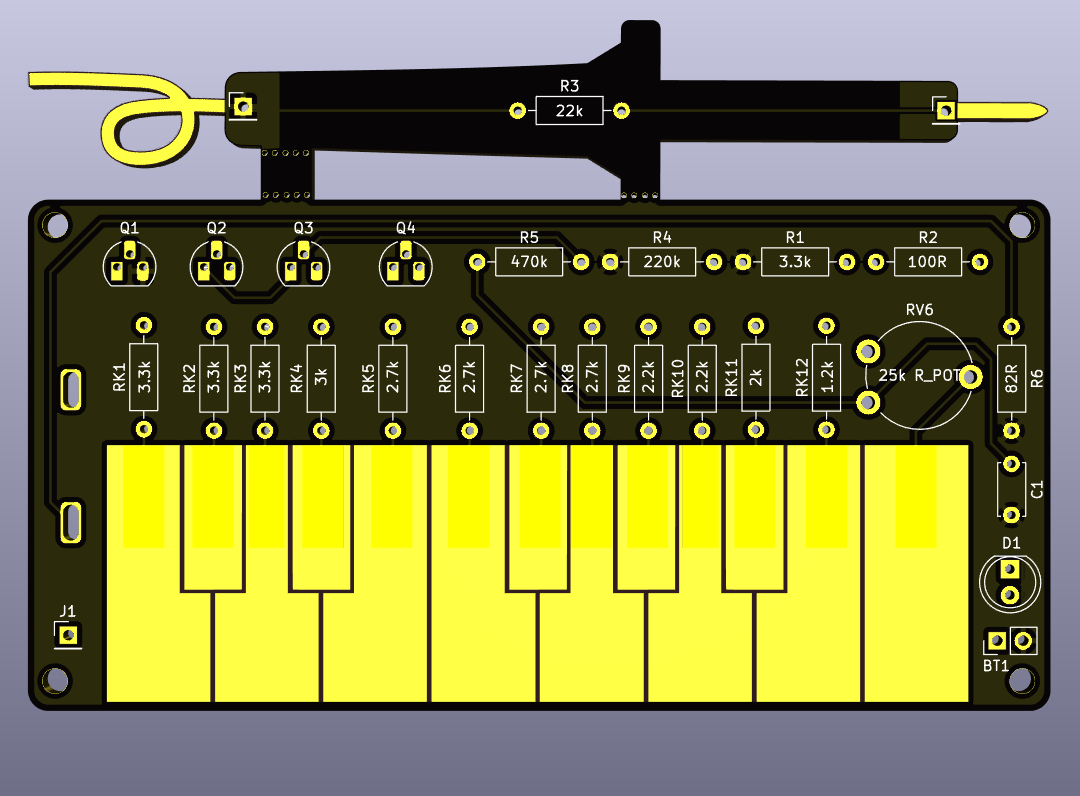 R3
22k
Q1
Q2
Q3
Q4
R5
470k
R4
220k
R1
3.3k
R2
100R
RK1
3.3k
RK2
3.3k
RK3
3.3k
RK4
3k
RK5
2.7k
RK6
2.7k
RK7
2.7k
RK8
2.7k
RK9
2.2k
RK10
2.2k
RK11
2k
RK12
1.2k
RV6
25k R_POT
82R
R6
C1
D1
J1
BT1